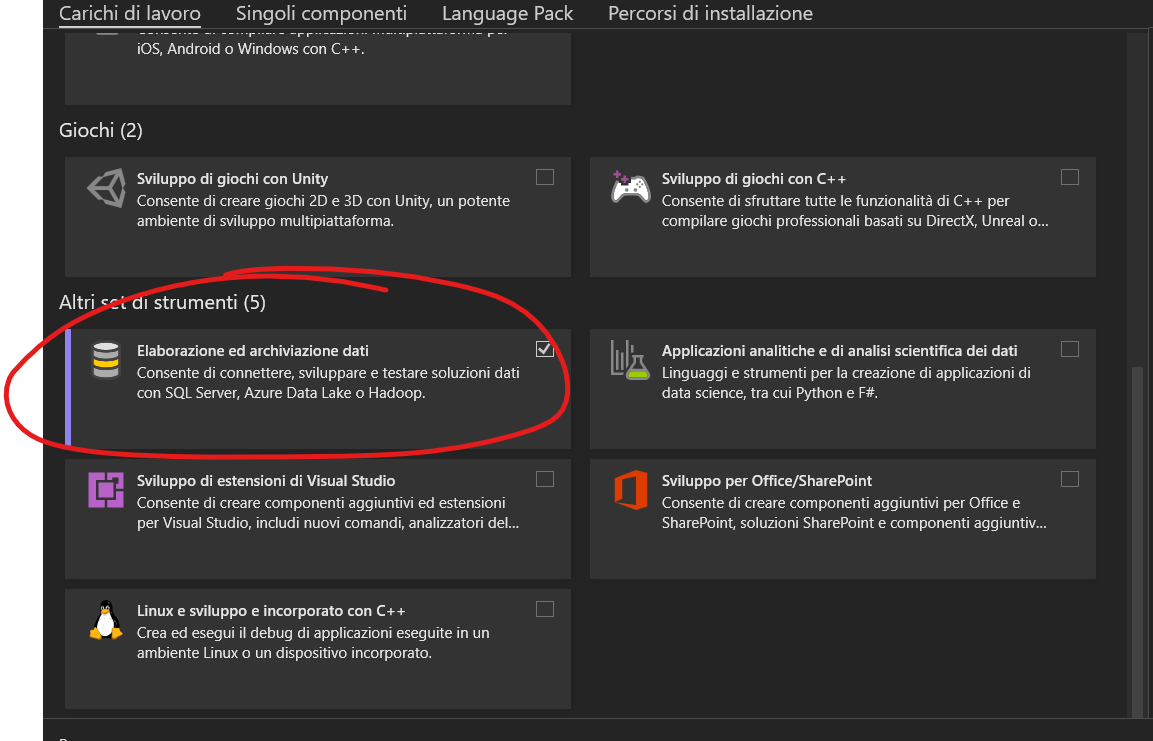 Carichi di lavoro Singoli componenti Language Pack Percorsi di installazione
Consente di compilare applicazioni multipiattaforma per
iOS, Android o Windows con C++.
Giochi (2)
Sviluppo di giochi con Unity
Consente di creare giochi 2D e 3D con Unity, un potente
ambiente di sviluppo multipiattaforma.
Sviluppo di giochi con C++
Consente di sfruttare tutte le funzionalità di C++ per
compilare giochi professionali basati su DirectX, Unreal o...
Altri set di strumenti (5)
Elaborazione ed archiviazione dati
Consente di connettere, sviluppare e testare soluzioni dati
con SQL Server, Azure Data Lake o Hadoop.
Applicazioni analitiche e di analisi scientifica dei dati
Linguaggi e strumenti per la creazione di applicazioni di
data science, tra cui Python e F#.
Sviluppo di estensioni di Visual Studio
Consente di creare componenti aggiuntivi ed estensioni
per Visual Studio, includi nuovi comandi, analizzatori del...
Sviluppo per Office/SharePoint
Consente di creare componenti aggiuntivi per Office e
SharePoint, soluzioni SharePoint e componenti aggiuntiv...
Linux e sviluppo e incorporato con C++
Crea ed esegui il debug di applicazioni eseguite in un
ambiente Linux o un dispositivo incorporato.